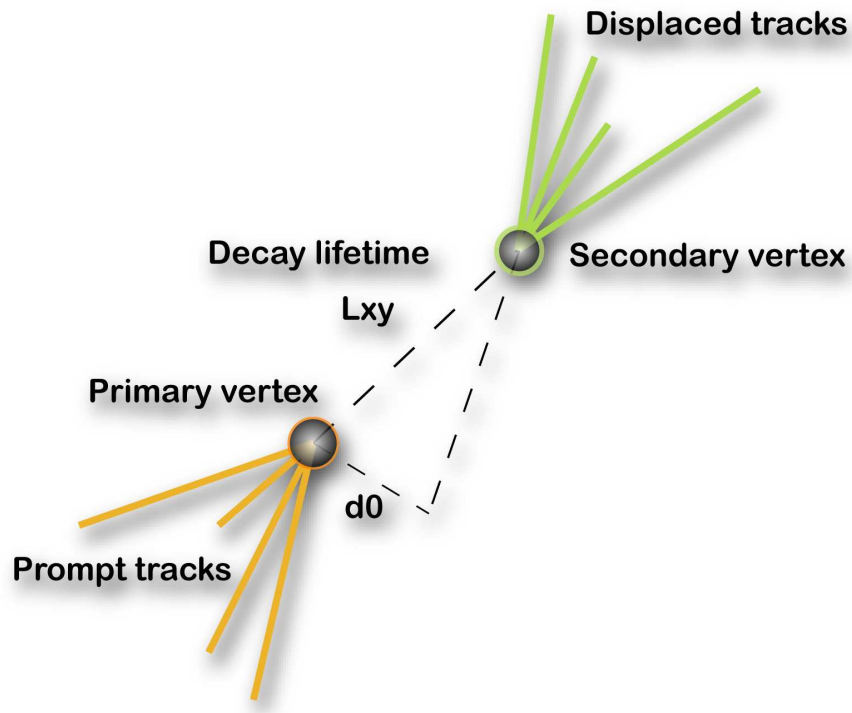 Displaced tracks
Decay lifetime
Secondary vertex
Lxy
Primary vertex
d0
Prompt tracks